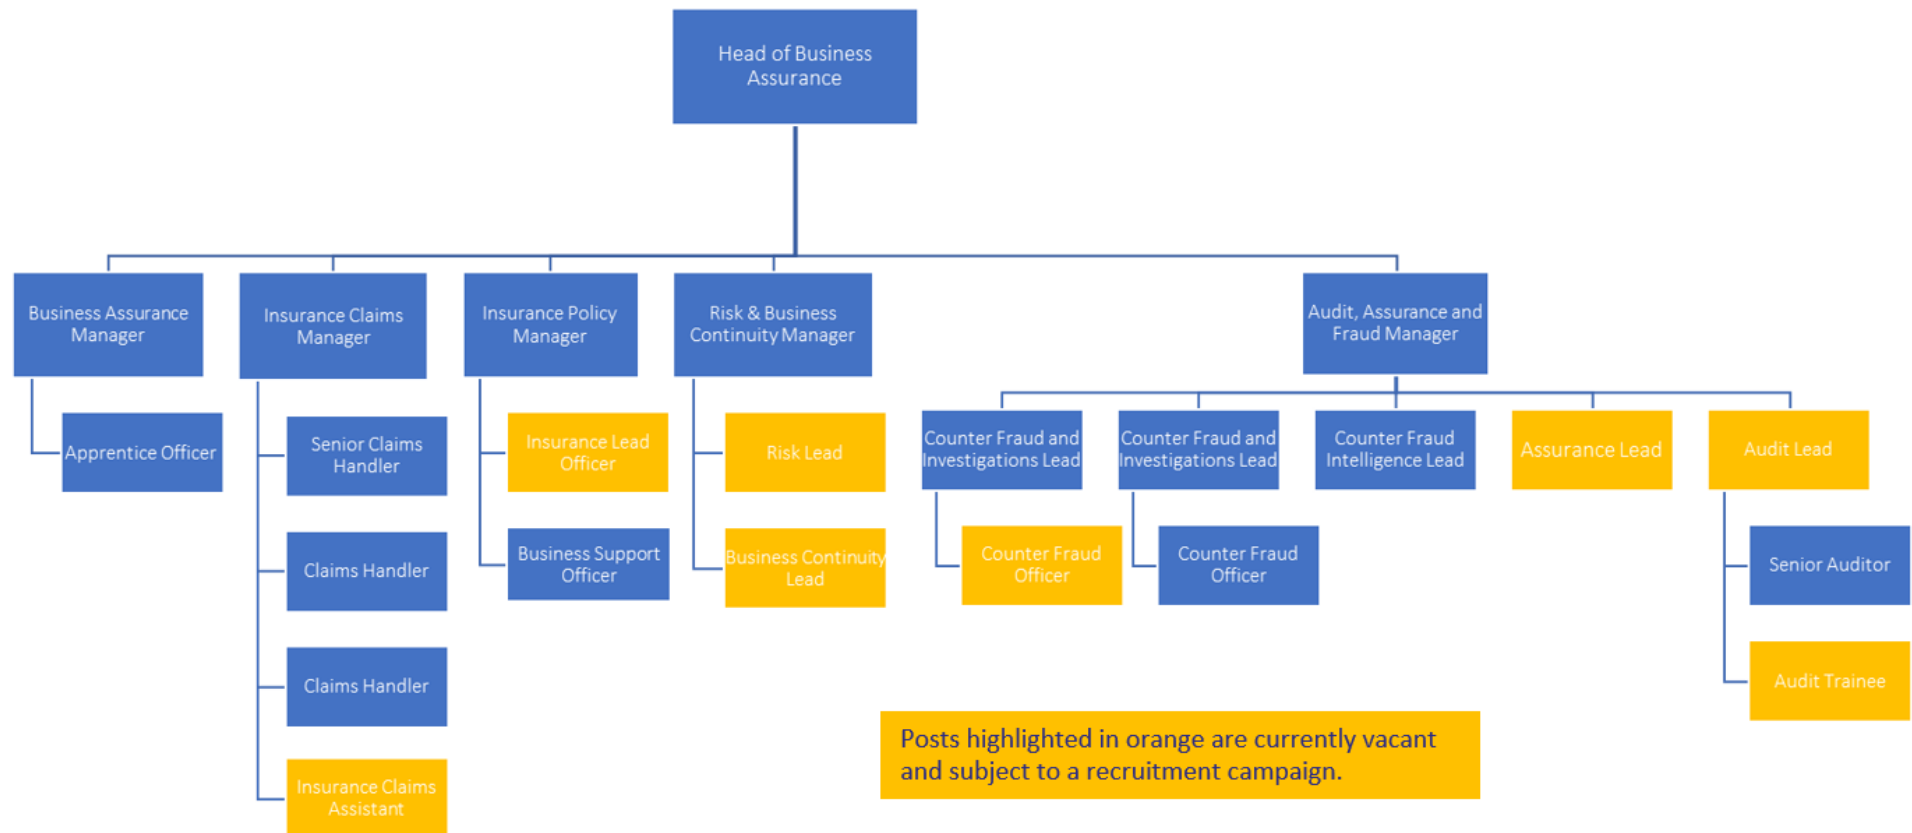 Head of Business
Assurance
Business Assurance
Manager
Insurance Claims
Manager
Insurance Policy
Manager
Risk & Business
Continuity Manager
Audit, Assurance and
Fraud Manager
Apprentice Officer
Senior Claims
Handler
Claims Handler
Claims Handler
Insurance Claims
Assistant
Insurance Lead
Officer
Business Support
Officer
Risk Lead
Business Continuity
Lead
Counter Fraud and
Investigations Lead
Counter Fraud
Officer
Counter Fraud and
Investigations Lead
Counter Fraud
Officer
Counter Fraud
Intelligence Lead
Assurance Lead
Audit Lead
Senior Auditor
Audit Trainee
Posts highlighted in orange are currently vacant
and subject to a recruitment campaign.